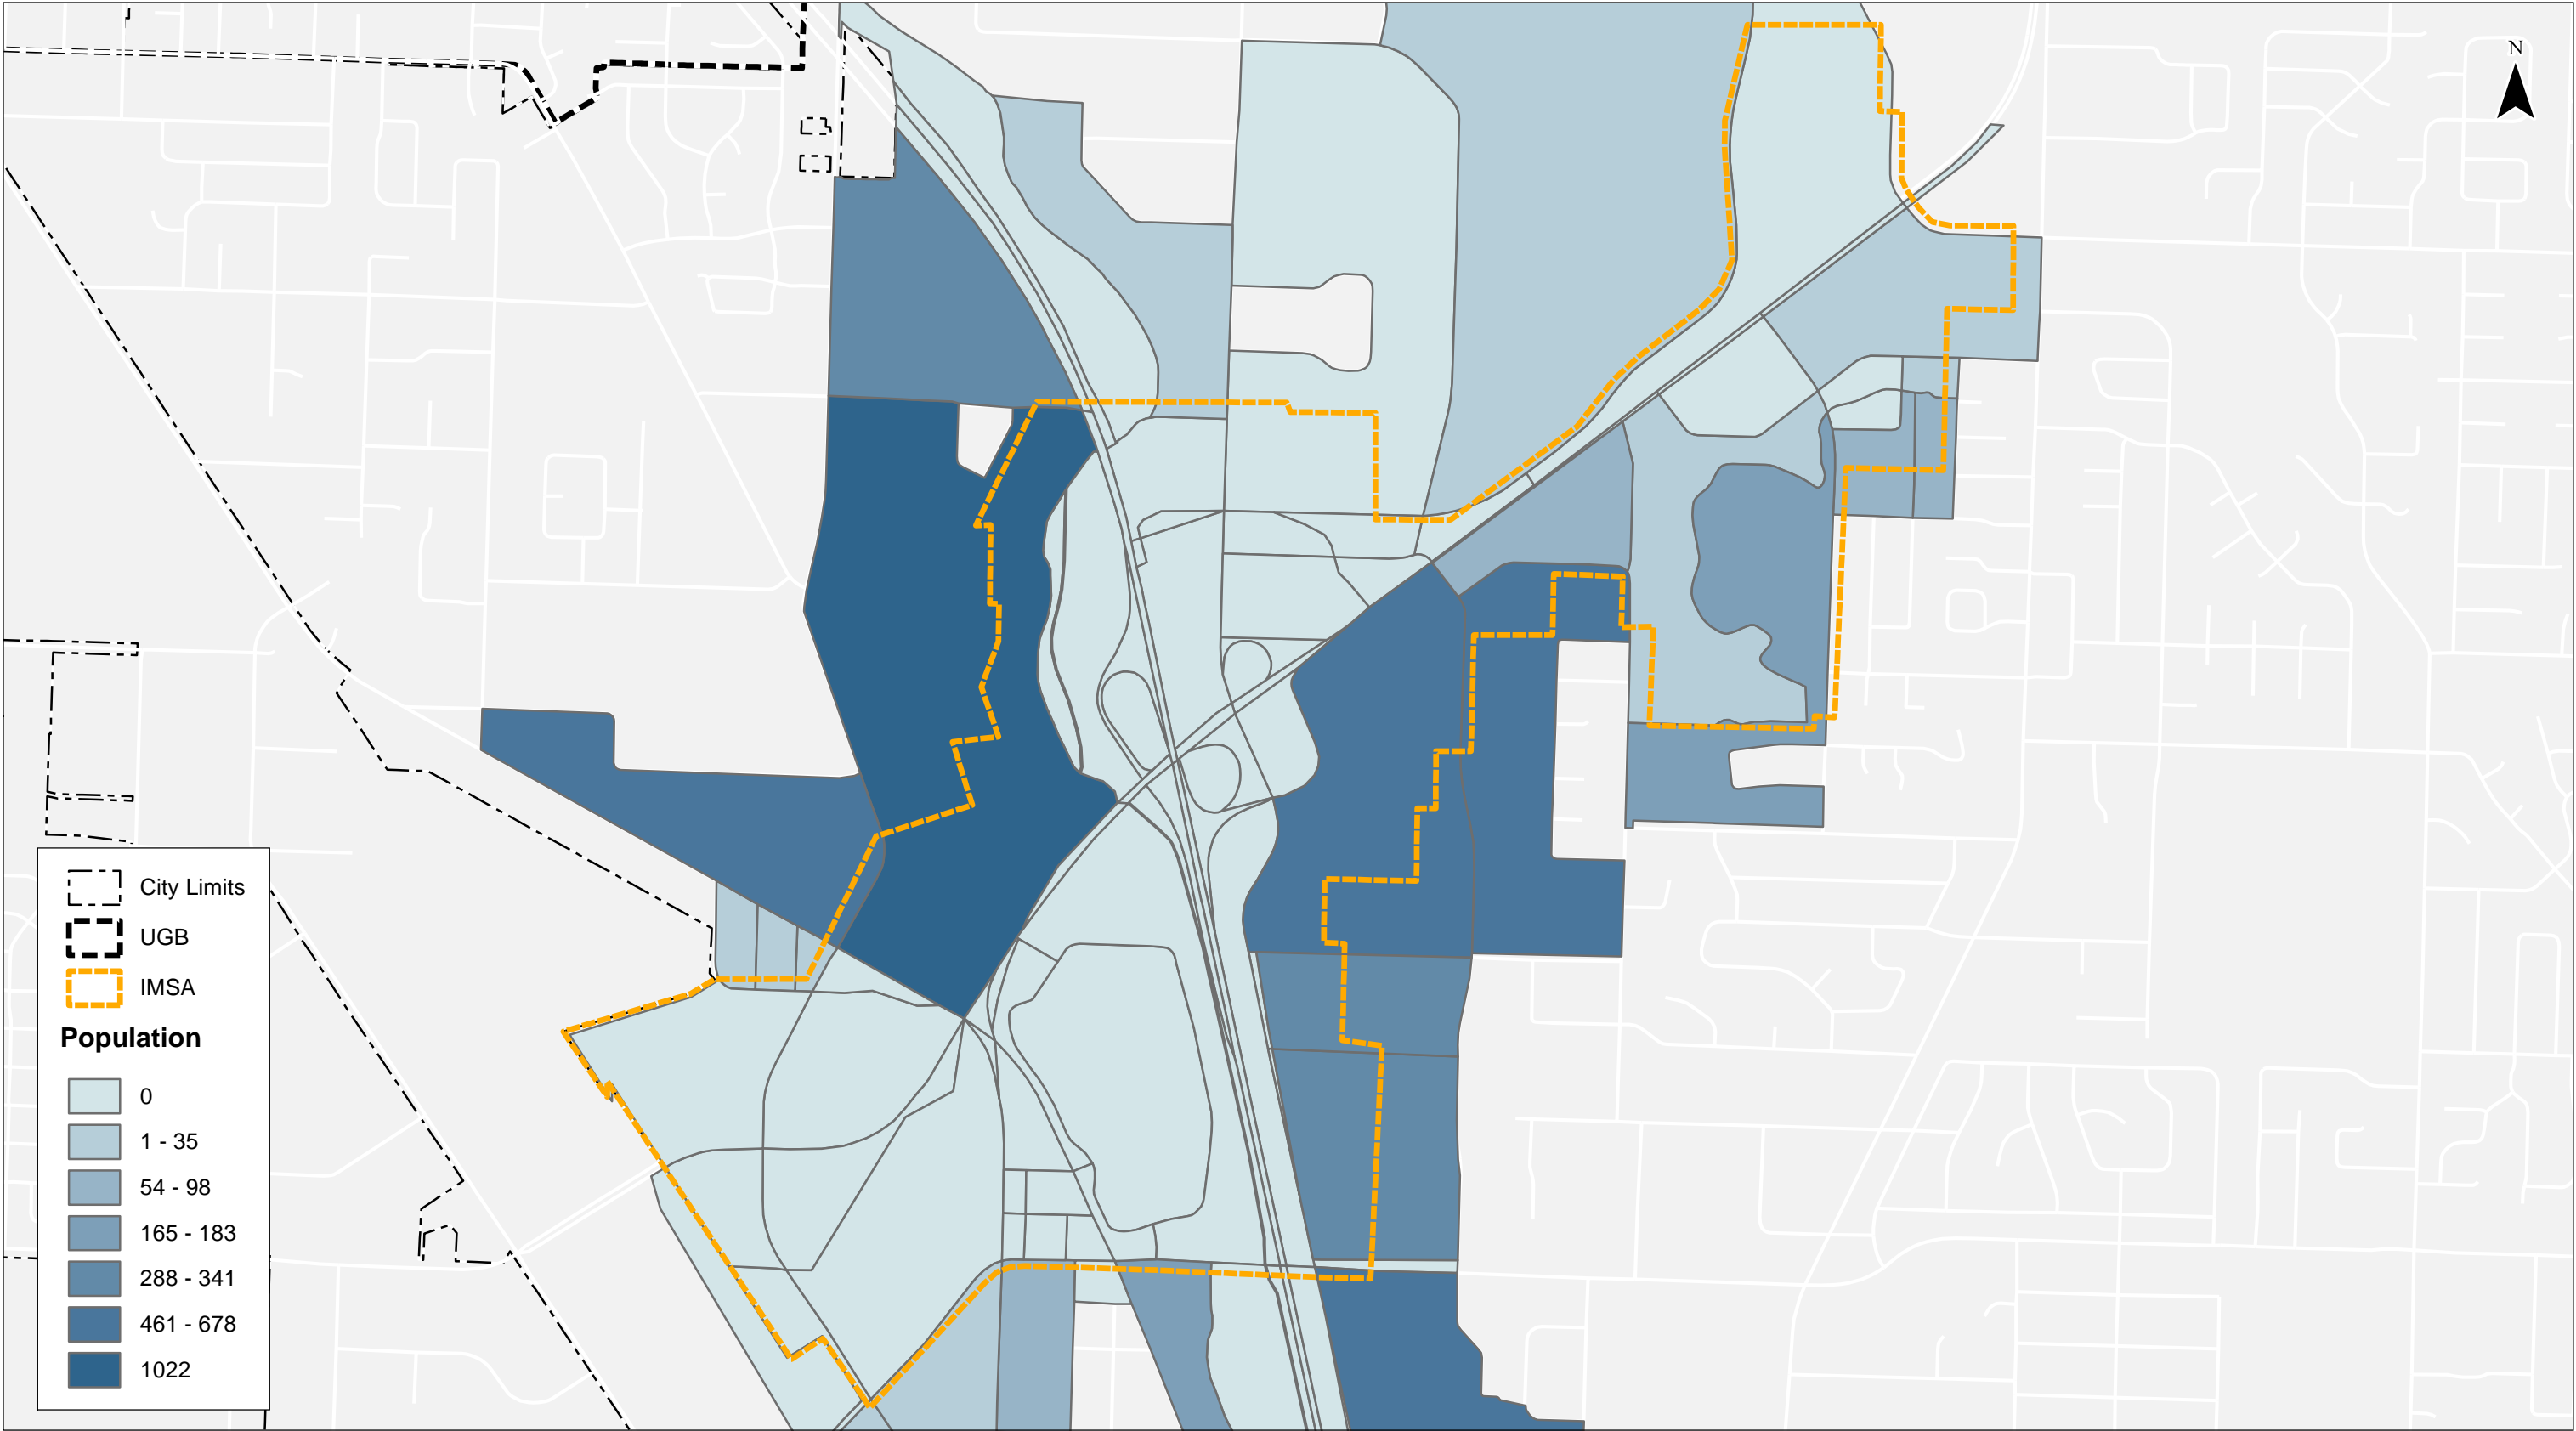 N
City Limits
UGB
IMSA
Population
0
1 - 35
54 - 98
165 - 183
288 - 341
461 - 678
1022